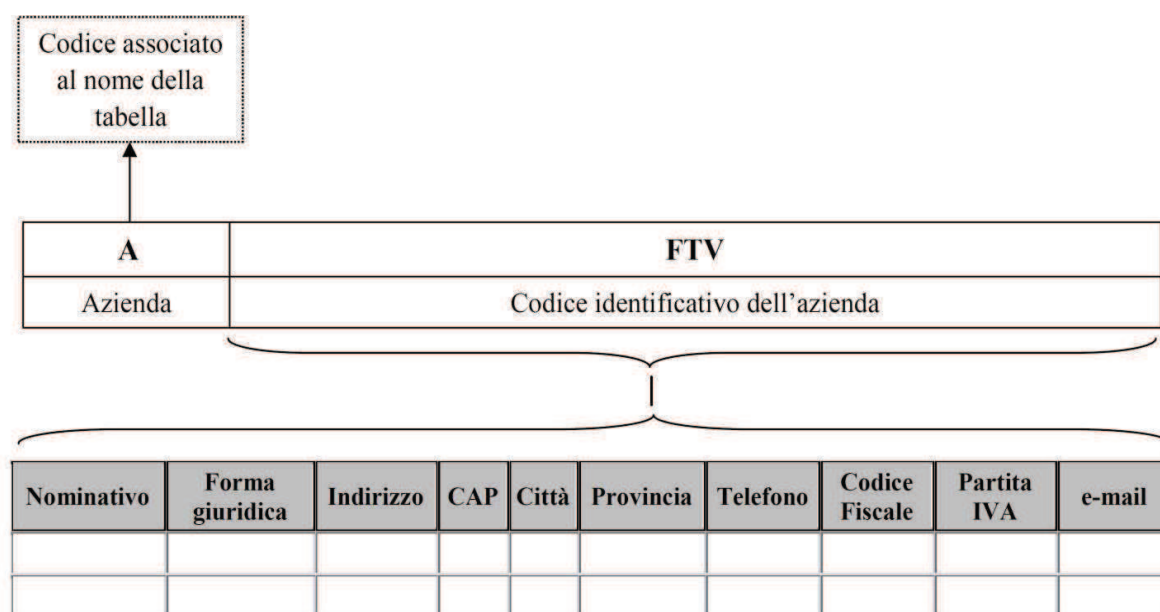 Codice associato
al nome della
tabella
A FTV
Azienda Codice identificativo dell’azienda
Nominativo Forma giuridica Indirizzo CAP Città Provincia Telefono Codice Fiscale Partita IVA e-mail